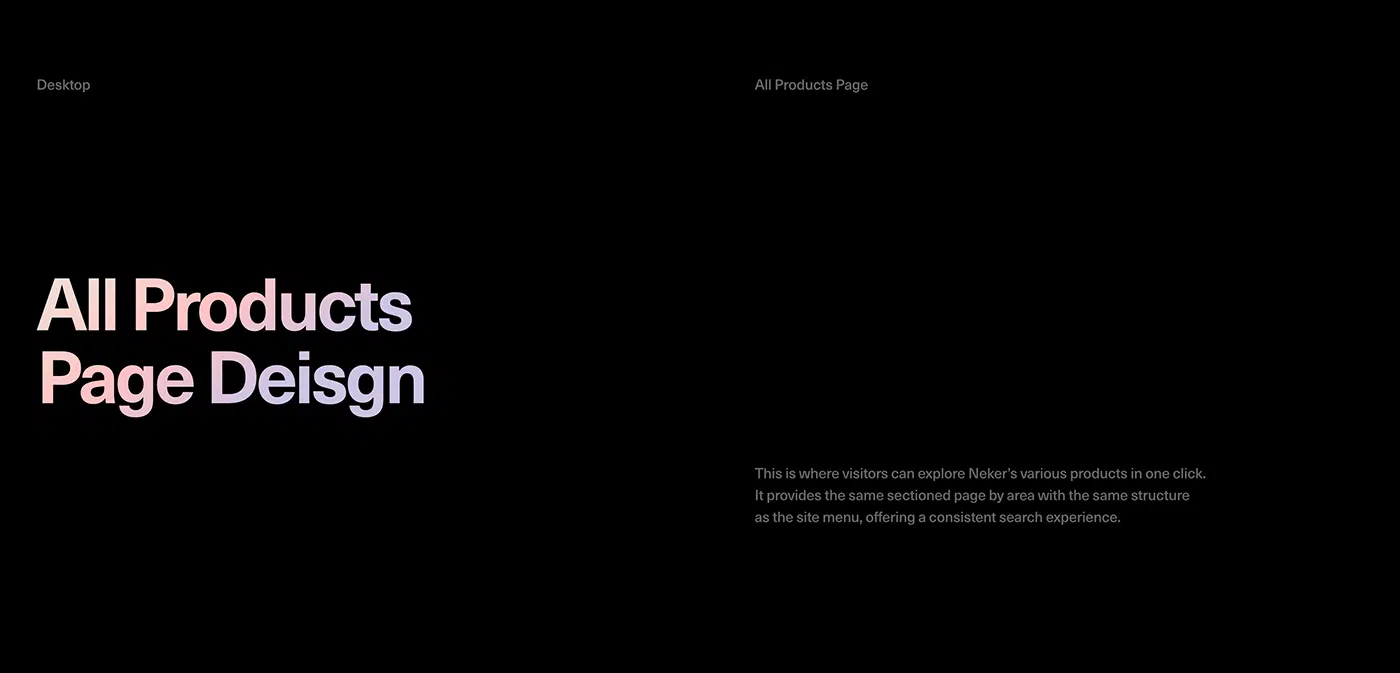 Desktop
All Products Page
All Products
Page Deisgn
This is where visitors can explore Neker's various products in one click.
It provides the same sectioned page by area with the same structure
as the site menu, offering a consistent search experience.